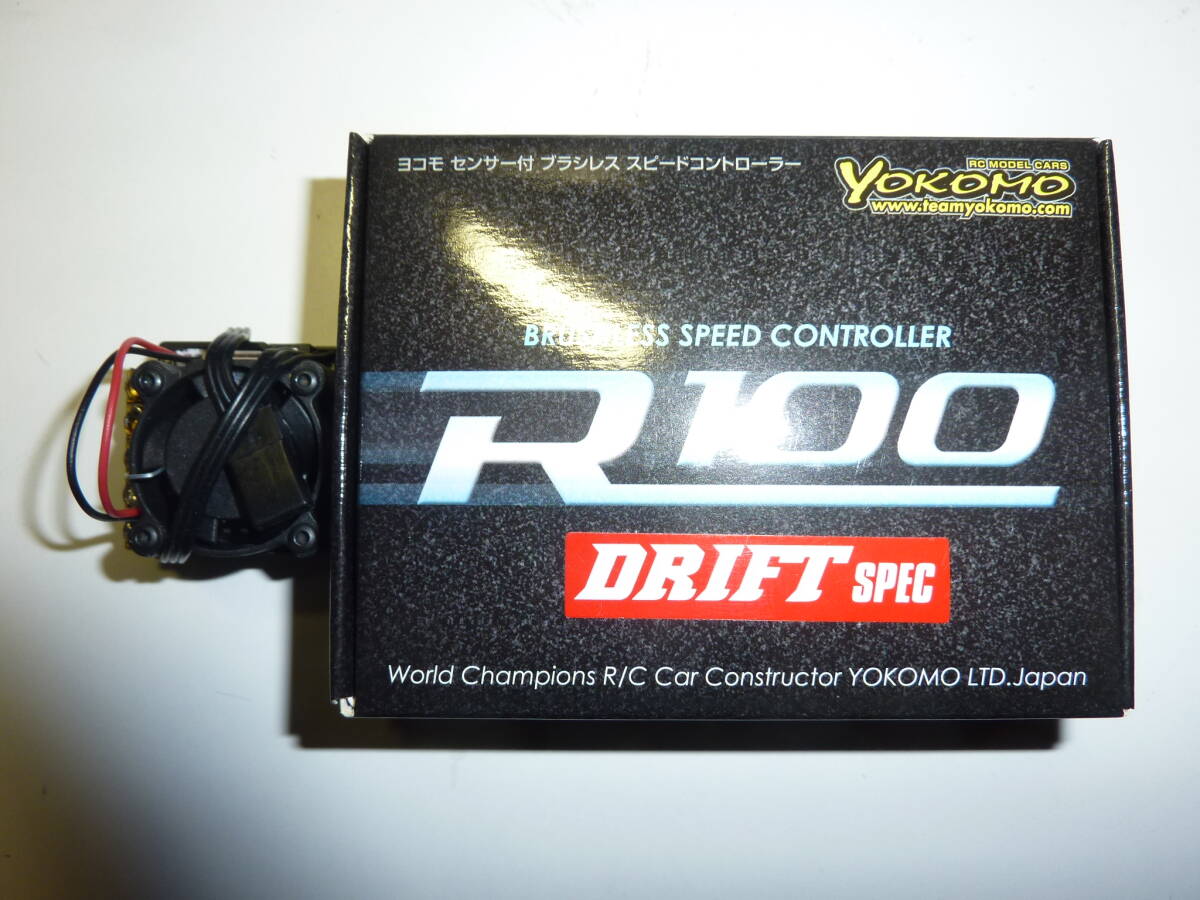 ヨコモ センサー付 ブラシレス スピードコントローラー
RC MODEL CARS
YOKOMO
www.teamyokomo.com
BRUSHLESS SPEED CONTROLLER
R100
DRIFT SPEC
World Champions R/C Car Constructor YOKOMO LTD.Japan